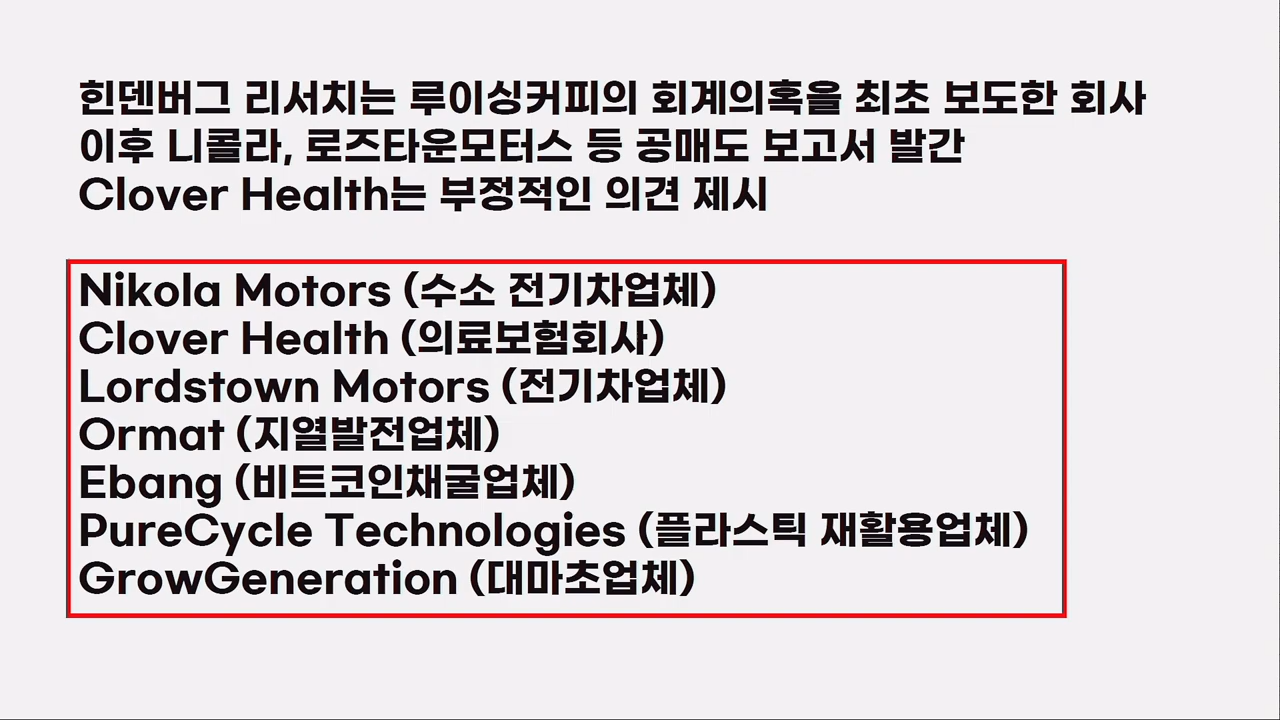 힌덴버그 리서치는 루이싱커피의 회계의혹을 최초 보도한 회사
이후 니콜라, 로즈타운모터스 등 공매도 보고서 발간
Clover Health는 부정적인 의견 제시
Nikola Motors (수소 전기차업체)
Clover Health (의료보험회사)
Lordstown Motors (전기차업체)
Ormat (지열발전업체)
Ebang (비트코인채굴업체)
PureCycle Technologies (플라스틱 재활용업체)
GrowGeneration (대마초업체)